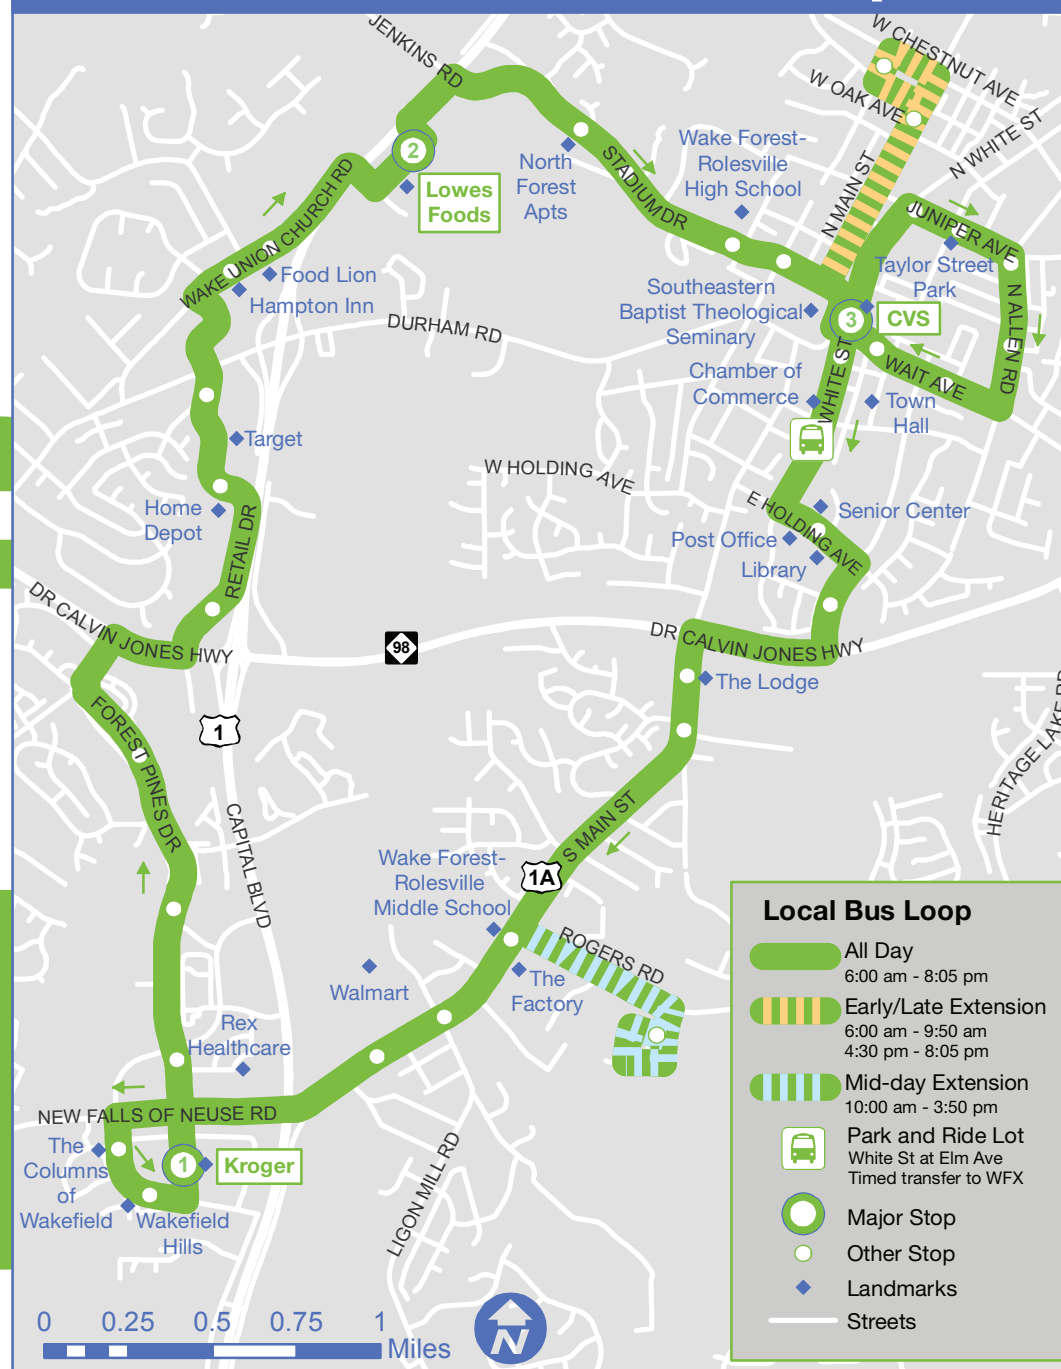 JENKINS RD
W CHESTNUT AVE
W OAK AVE
N WHITE ST
N MAIN ST
2
Lowes
Foods
North
Forest
Apts
STADIUM DR
Wake Forest-
Rolesville
High School
JUNIPER AVE
Taylor Street
Park
N ALLEN RD
WAKE UNION CHURCH RD
Food Lion
Hampton Inn
DURHAM RD
Southeastern
Baptist Theological
Seminary
3
CVS
WAIT AVE
WHITE ST
Chamber of
Commerce
Town
Hall
Target
Home
Depot
RETAIL DR
W HOLDING AVE
E HOLDING AVE
Senior Center
Post Office
Library
DR CALVIN JONES HWY
98
DR CALVIN JONES HWY
The Lodge
1
FOREST PINES DR
CAPITAL BLVD
HERITAGE LAKE RD
S MAIN ST
1A
Wake Forest-
Rolesville
Middle School
ROGERS RD
The
Factory
Walmart
Rex
Healthcare
NEW FALLS OF NEUSE RD
The
Columns
of
Wakefield
1
Kroger
Wakefield
Hills
LIGON MILL RD
Local Bus Loop
All Day
6:00 am - 8:05 pm
Early/Late Extension
6:00 am - 9:50 am
4:30 pm - 8:05 pm
Mid-day Extension
10:00 am - 3:50 pm
Park and Ride Lot
White St at Elm Ave
Timed transfer to WFX
Major Stop
Other Stop
Landmarks
Streets
0 0.25 0.5 0.75 1
Miles
N